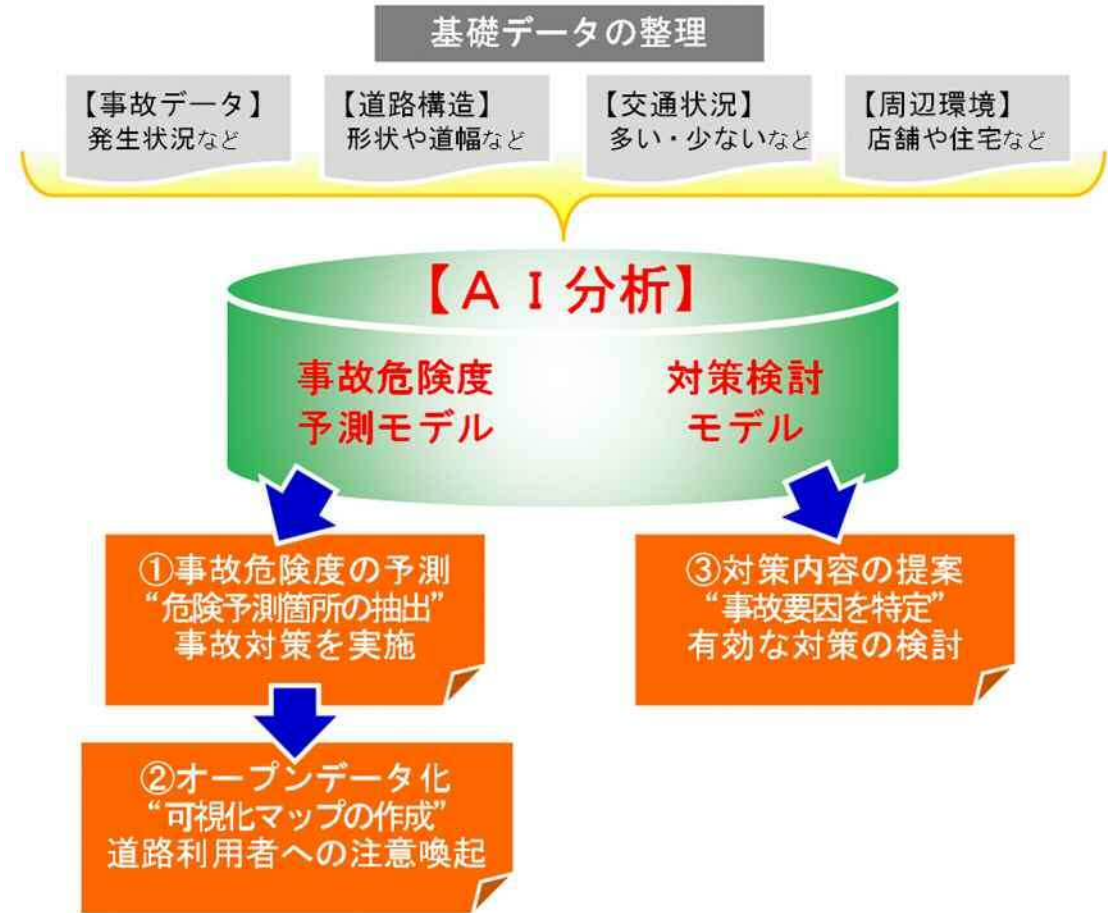 基礎データの整理
【事故データ】
発生状況など
【道路構造】
形状や道幅など
【交通状況】
多い・少ないなど
【周辺環境】
店舗や住宅など
【ＡＩ分析】
事故危険度
予測モデル
対策検討
モデル
①事故危険度の予測
“危険予測箇所の抽出”
事故対策を実施
③対策内容の提案
“事故要因を特定”
有効な対策の検討
②オープンデータ化
“可視化マップの作成”
道路利用者への注意喚起